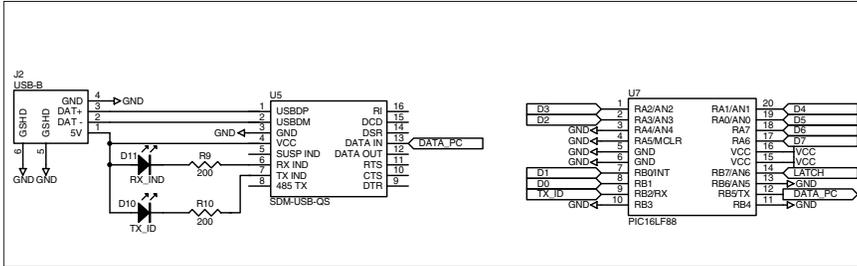 J2
USB-B
GND 4 GND
DAT+ 3
DAT - 2
5V 1
GSHD GSHD
6 5
GND GND
D11
RX_IND
R9
200
D10
TX_ID
R10
200
U5
1 USBDP RI 16
2 USBDM DCD 15
GND 3 GND DSR 14
4 VCC DATA IN 13 DATA_PC
5 SUSP IND DATA OUT 12
6 RX IND RTS 11
7 TX IND CTS 10
8 485 TX DTR 9
SDM-USB-QS
U7
D3 1 RA2/AN2 RA1/AN1 20 D4
D2 2 RA3/AN3 RA0/AN0 19 D5
GND 3 RA4/AN4 RA7 18 D6
GND 4 RA5/MCLR RA6 17 D7
GND 5 GND VCC 16 VCC
GND 6 GND VCC 15 VCC
D1 7 RB0/INT RB7/AN6 14 LATCH
D0 8 RB1 RB6/AN5 13 GND
TX_ID 9 RB2/RX RB5/TX 12 DATA_PC
GND 10 RB3 RB4 11 GND
PIC16LF88